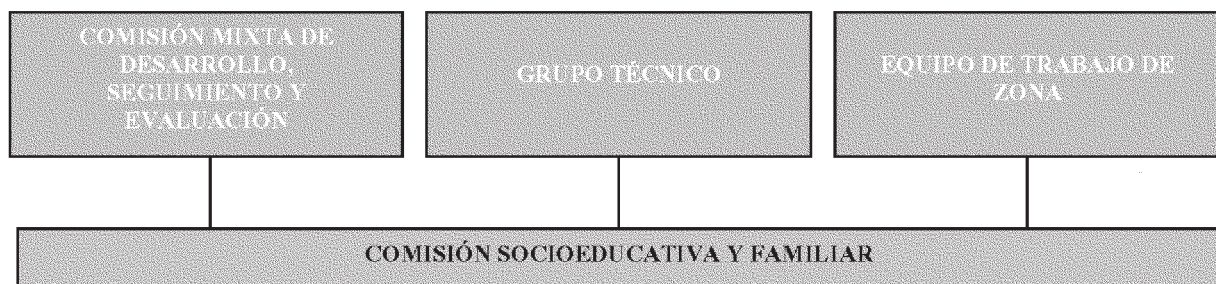 COMISIÓN MIXTA DE
DESARROLLO,
SEGUIMIENTO Y
EVALUACIÓN
GRUPO TÉCNICO
EQUIPO DE TRABAJO DE
ZONA
COMISIÓN SOCIOEDUCATIVA Y FAMILIAR